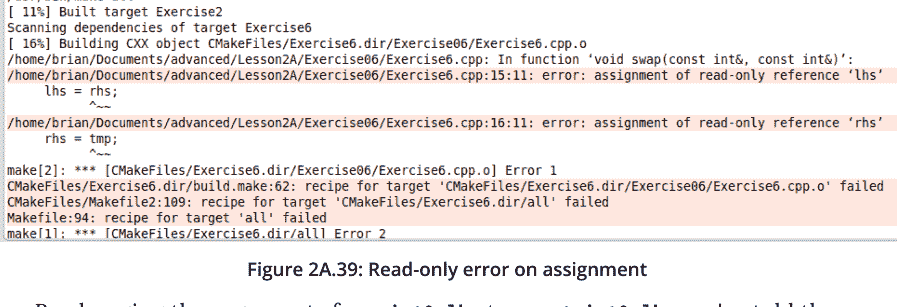 [ 11%] Built target Exercise2
Scanning dependencies of target Exercise6
[ 16%] Building CXX object CMakeFiles/Exercise6.dir/Exercise06/Exercise6.cpp.o
/home/brian/Documents/advanced/Lesson2A/Exercise06/Exercise6.cpp: In function ‘void swap(const int&, const int&)’:
/home/brian/Documents/advanced/Lesson2A/Exercise06/Exercise6.cpp:15:11: error: assignment of read-only reference ‘lhs’
lhs = rhs;
^~~
/home/brian/Documents/advanced/Lesson2A/Exercise06/Exercise6.cpp:16:11: error: assignment of read-only reference ‘rhs’
rhs = tmp;
^~~
make[2]: *** [CMakeFiles/Exercise6.dir/Exercise06/Exercise6.cpp.o] Error 1
CMakeFiles/Exercise6.dir/build.make:62: recipe for target 'CMakeFiles/Exercise6.dir/Exercise06/Exercise6.cpp.o' failed
CMakeFiles/Makefile2:109: recipe for target 'CMakeFiles/Exercise6.dir/all' failed
Makefile:94: recipe for target 'all' failed
make[1]: *** [CMakeFiles/Exercise6.dir/all] Error 2
Figure 2A.39: Read-only error on assignment